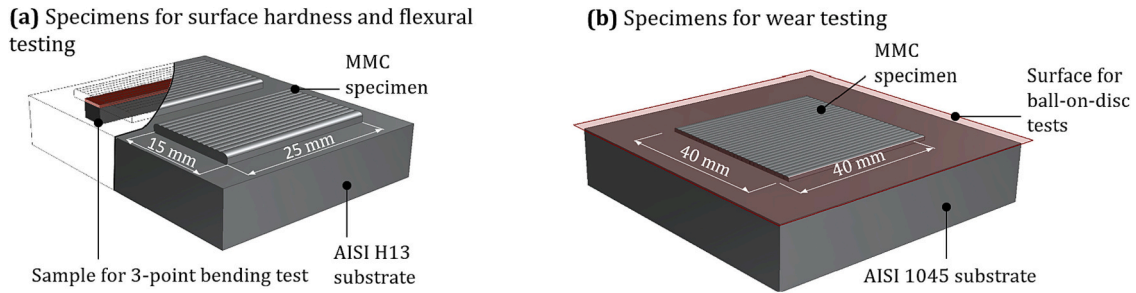 (a) Specimens for surface hardness and flexural
testing
MMC
specimen
15 mm
25 mm
AISI H13
substrate
Sample for 3-point bending test
(b) Specimens for wear testing
MMC
specimen
Surface for
ball-on-disc
tests
40 mm
40 mm
AISI 1045 substrate